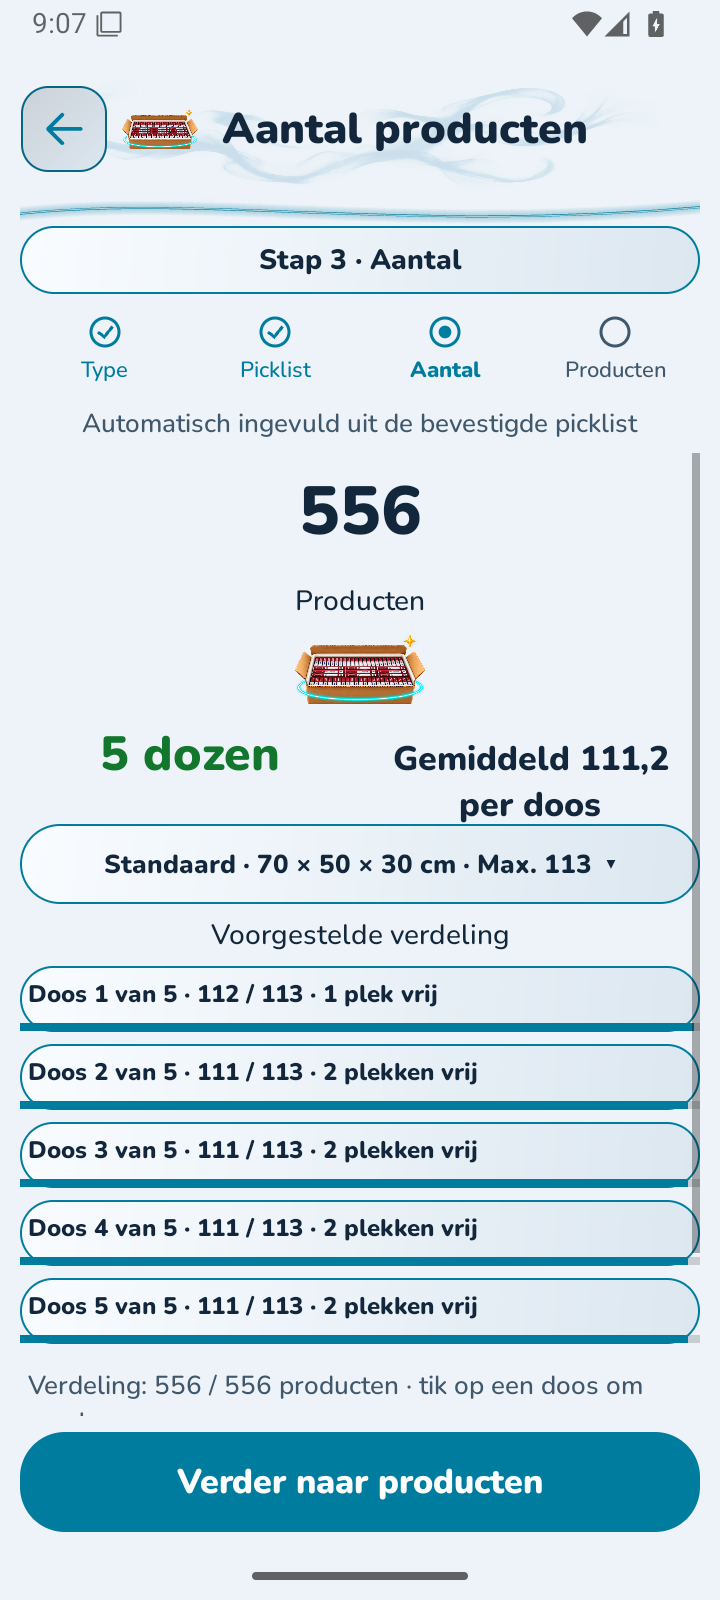 9:07
Aantal producten
Stap 3 · Aantal
Type
Picklist
Aantal
Producten
Automatisch ingevuld uit de bevestigde picklist
556
Producten
5 dozen
Gemiddeld 111,2
per doos
Standaard · 70 × 50 × 30 cm · Max. 113 ▼
Voorgestelde verdeling
Doos 1 van 5 · 112 / 113 · 1 plek vrij
Doos 2 van 5 · 111 / 113 · 2 plekken vrij
Doos 3 van 5 · 111 / 113 · 2 plekken vrij
Doos 4 van 5 · 111 / 113 · 2 plekken vrij
Doos 5 van 5 · 111 / 113 · 2 plekken vrij
Verdeling: 556 / 556 producten · tik op een doos om
Verder naar producten